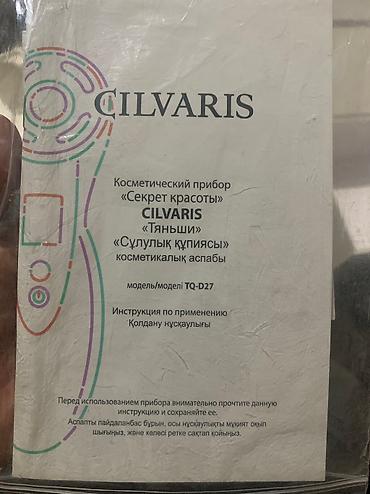 CILVARIS
Косметический прибор
«Секрет красоты»
CILVARIS
«Тяньши»
«Сұлулық құпиясы»
косметикалық аспабы
модель/моделі TQ-D27
Инструкция по применению
Қолдану нұсқаулығы
Перед использованием прибора внимательно прочтите данную
инструкцию и сохраняйте ее.
Аспапты пайдаланбас бұрын, осы нұсқаулықты мұқият оқып
шығыңыз, және келесі ретке сақтап қойыңыз.